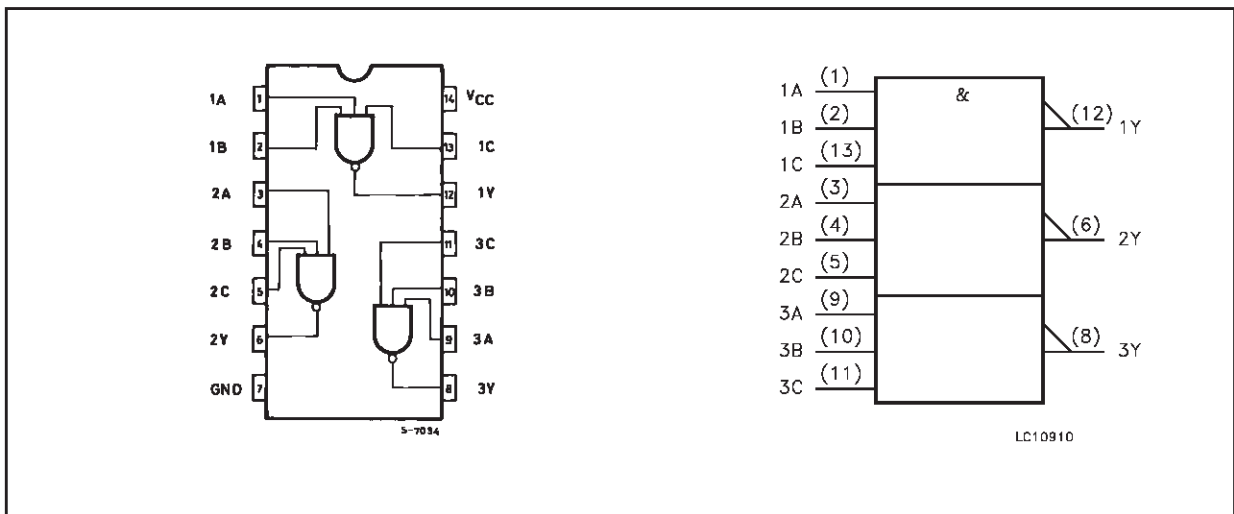 1A 1 14 VCC
1B 2 13 1C
2A 3 12 1Y
2B 4 11 3C
2C 5 10 3B
2Y 6 9 3A
GND 7 8 3Y
S-7034
&
1A (1)
1B (2)
1C (13)
2A (3)
2B (4)
2C (5)
3A (9)
3B (10)
3C (11)
(12) 1Y
(6) 2Y
(8) 3Y
LC10910